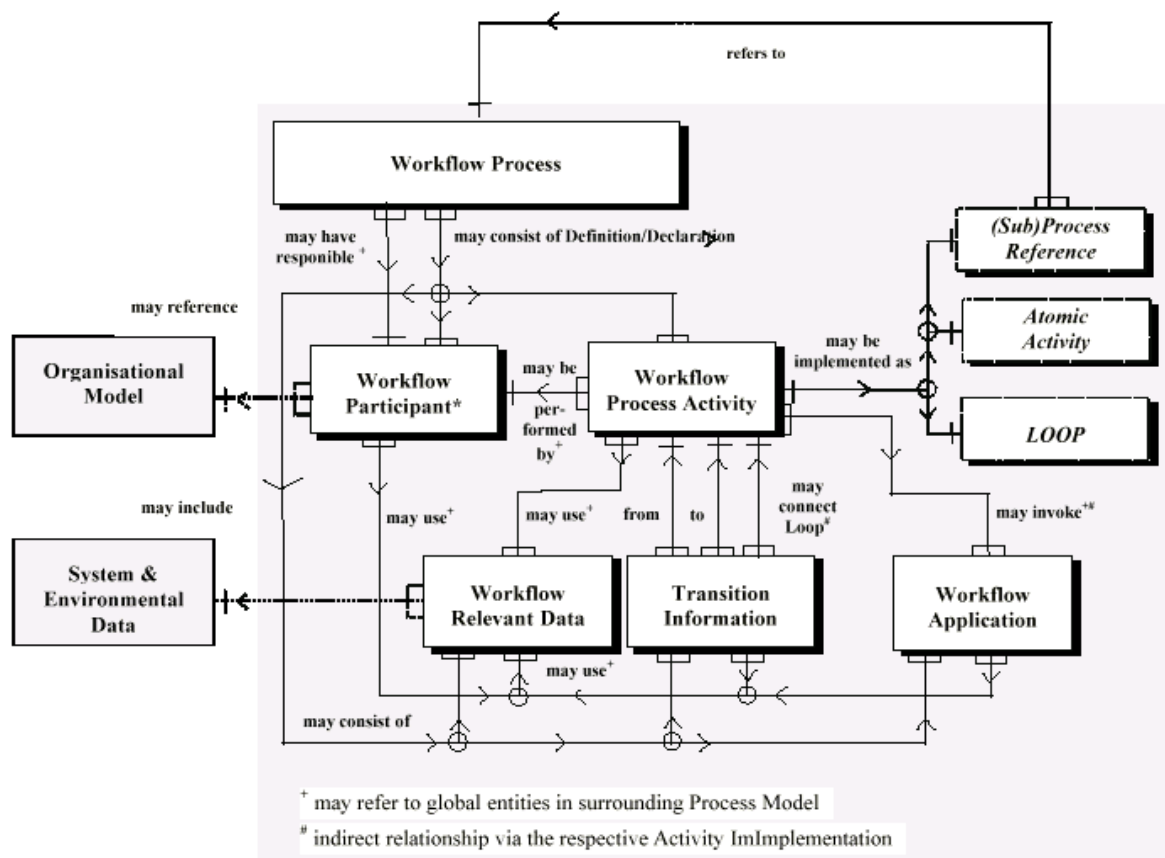 refers to
Workflow Process
may have
responible +
may consist of Definition/Declaration
(Sub)Process
Reference
may reference
Atomic
Activity
Organisational
Model
Workflow
Participant*
may be
per-
formed
by+
Workflow
Process Activity
may be
implemented as
LOOP
may include
may use+
may use+
from
to
may
connect
Loop#
may invoke+#
System &
Environmental
Data
Workflow
Relevant Data
Transition
Information
Workflow
Application
may use+
may consist of
+ may refer to global entities in surrounding Process Model
# indirect relationship via the respective Activity ImImplementation